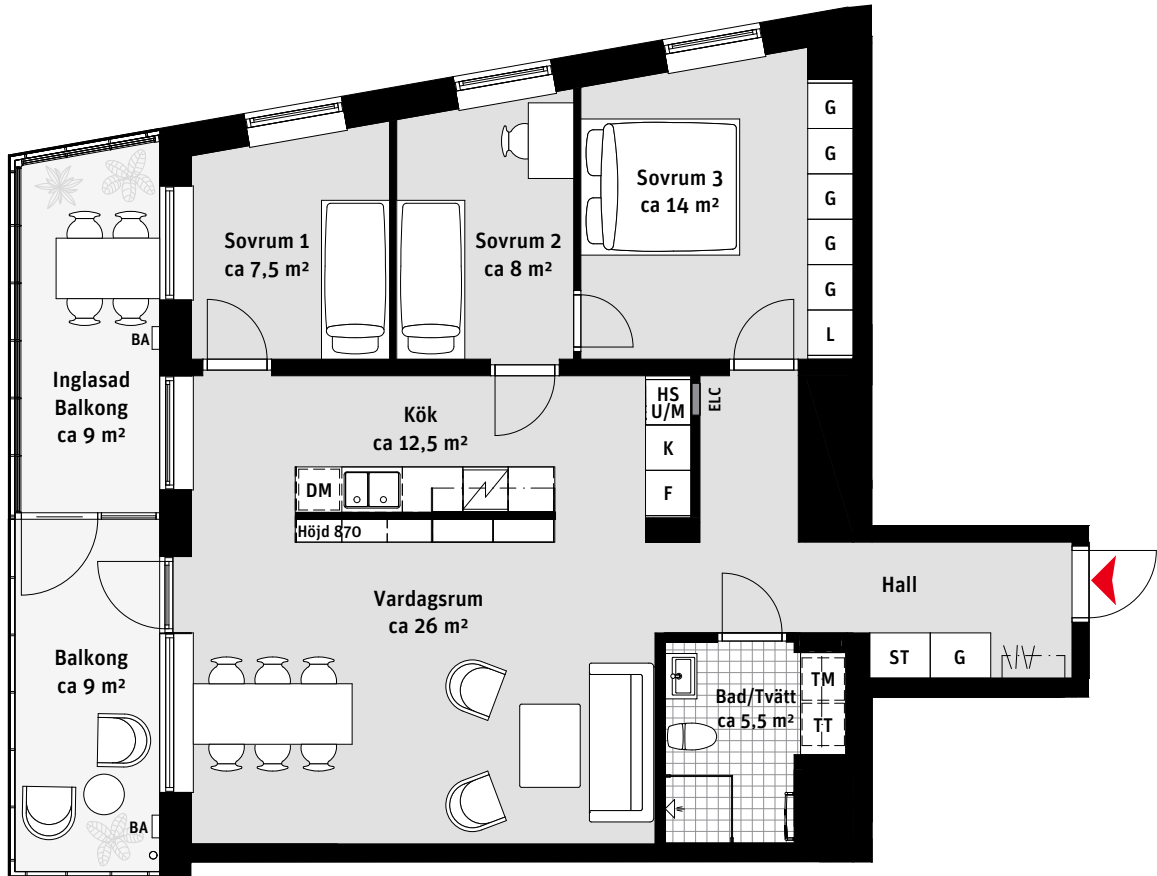 G
G
G
G
G
L
Sovrum 3
ca 14 m²
Sovrum 1
ca 7,5 m²
Sovrum 2
ca 8 m²
BA
Inglasad
Balkong
ca 9 m²
Kök
ca 12,5 m²
HS
U/M
ELC
K
F
DM
Höjd 870
Vardagsrum
ca 26 m²
Hall
Balkong
ca 9 m²
ST
G
Bad/Tvätt
ca 5,5 m²
TM
TT
BA